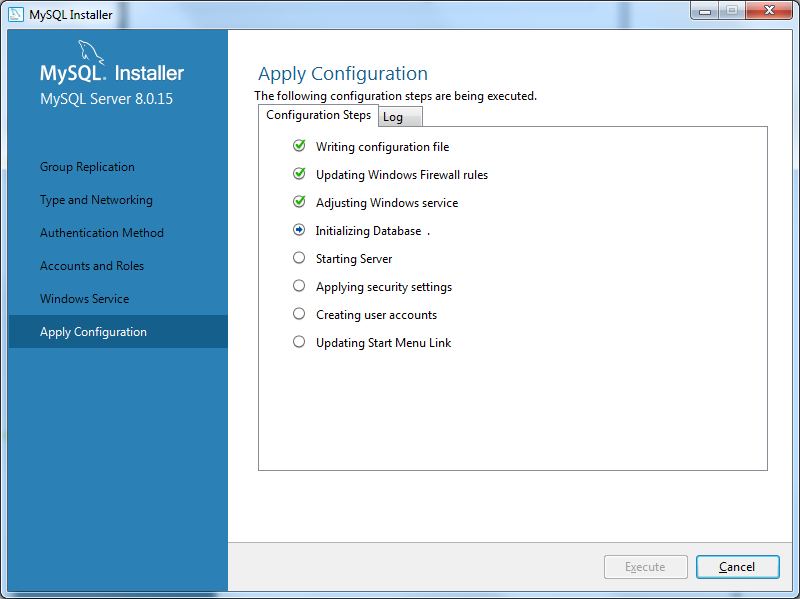 MySQL Installer
MySQL. Installer
MySQL Server 8.0.15
Group Replication
Type and Networking
Authentication Method
Accounts and Roles
Windows Service
Apply Configuration
Apply Configuration
The following configuration steps are being executed.
Configuration Steps
Log
Writing configuration file
Updating Windows Firewall rules
Adjusting Windows service
Initializing Database .
Starting Server
Applying security settings
Creating user accounts
Updating Start Menu Link
Execute
Cancel